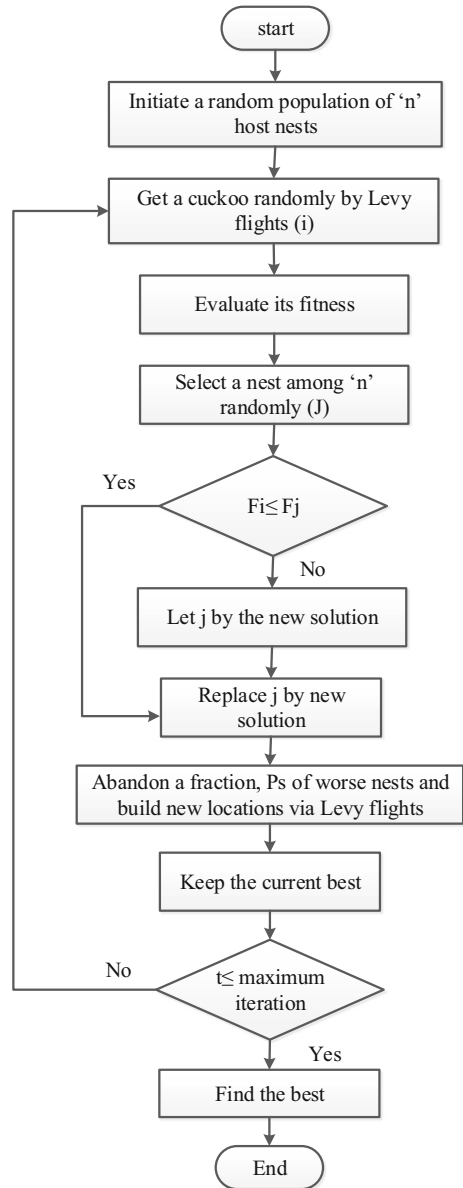 start
Initiate a random population of ‘n’
host nests
Get a cuckoo randomly by Levy
flights (i)
Evaluate its fitness
Select a nest among ‘n’
randomly (J)
Yes
Fi≤ Fj
No
Let j by the new solution
Replace j by new
solution
Abandon a fraction, Ps of worse nests and
build new locations via Levy flights
Keep the current best
No
t≤ maximum
iteration
Yes
Find the best
End